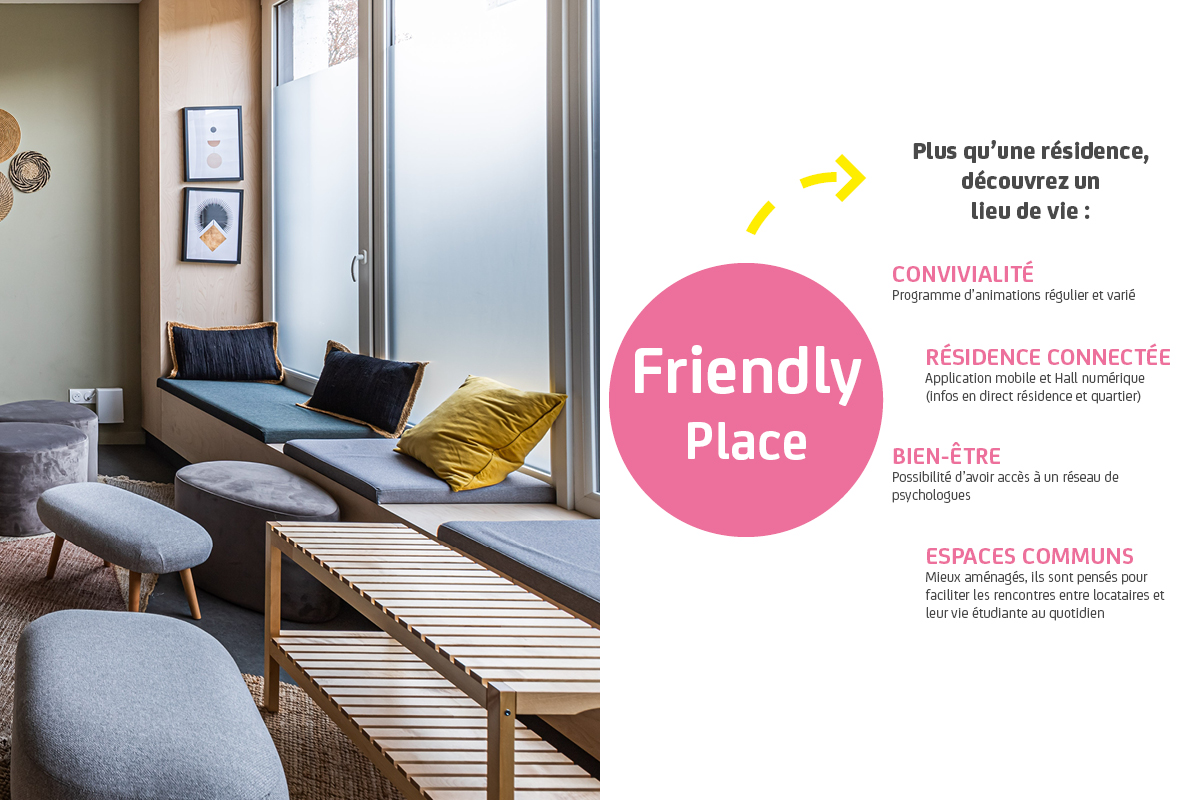 Plus qu’une résidence,
découvrez un
lieu de vie :
Friendly
Place
CONVIVIALITÉ
Programme d’animations régulier et varié
RÉSIDENCE CONNECTÉE
Application mobile et Hall numérique
(infos en direct résidence et quartier)
BIEN-ÊTRE
Possibilité d’avoir accès à un réseau de
psychologues
ESPACES COMMUNS
Mieux aménagés, ils sont pensés pour
faciliter les rencontres entre locataires et
leur vie étudiante au quotidien